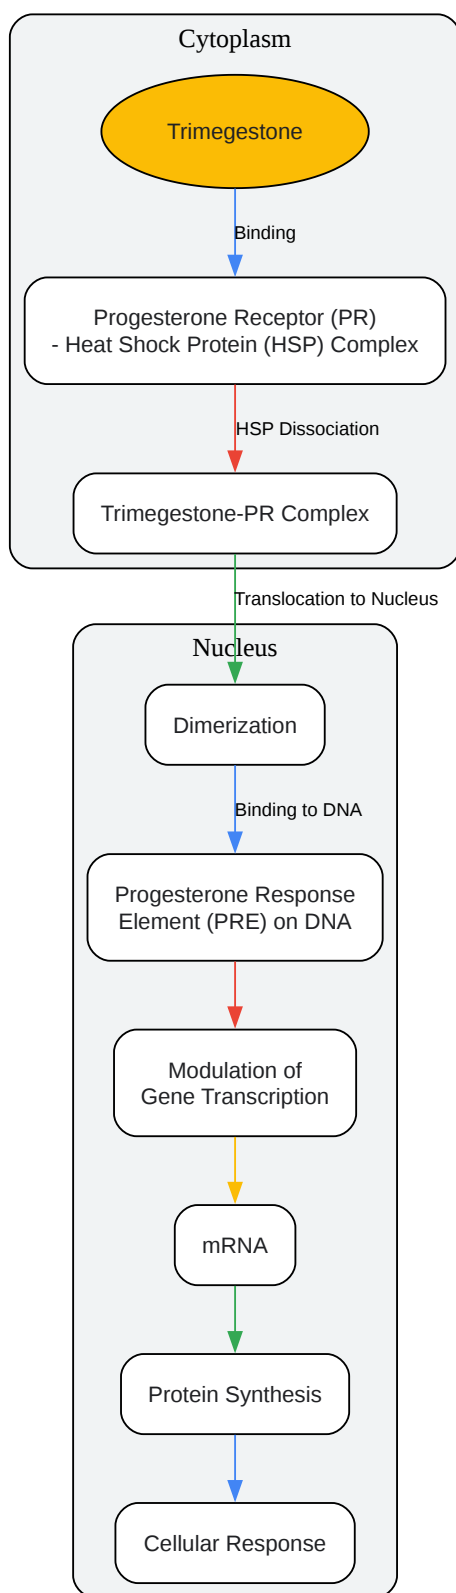 Cytoplasm
Trimegestone
Binding
Progesterone Receptor (PR)
- Heat Shock Protein (HSP) Complex
HSP Dissociation
Trimegestone-PR Complex
Translocation to Nucleus
Nucleus
Dimerization
Binding to DNA
Progesterone Response
Element (PRE) on DNA
Modulation of
Gene Transcription
mRNA
Protein Synthesis
Cellular Response